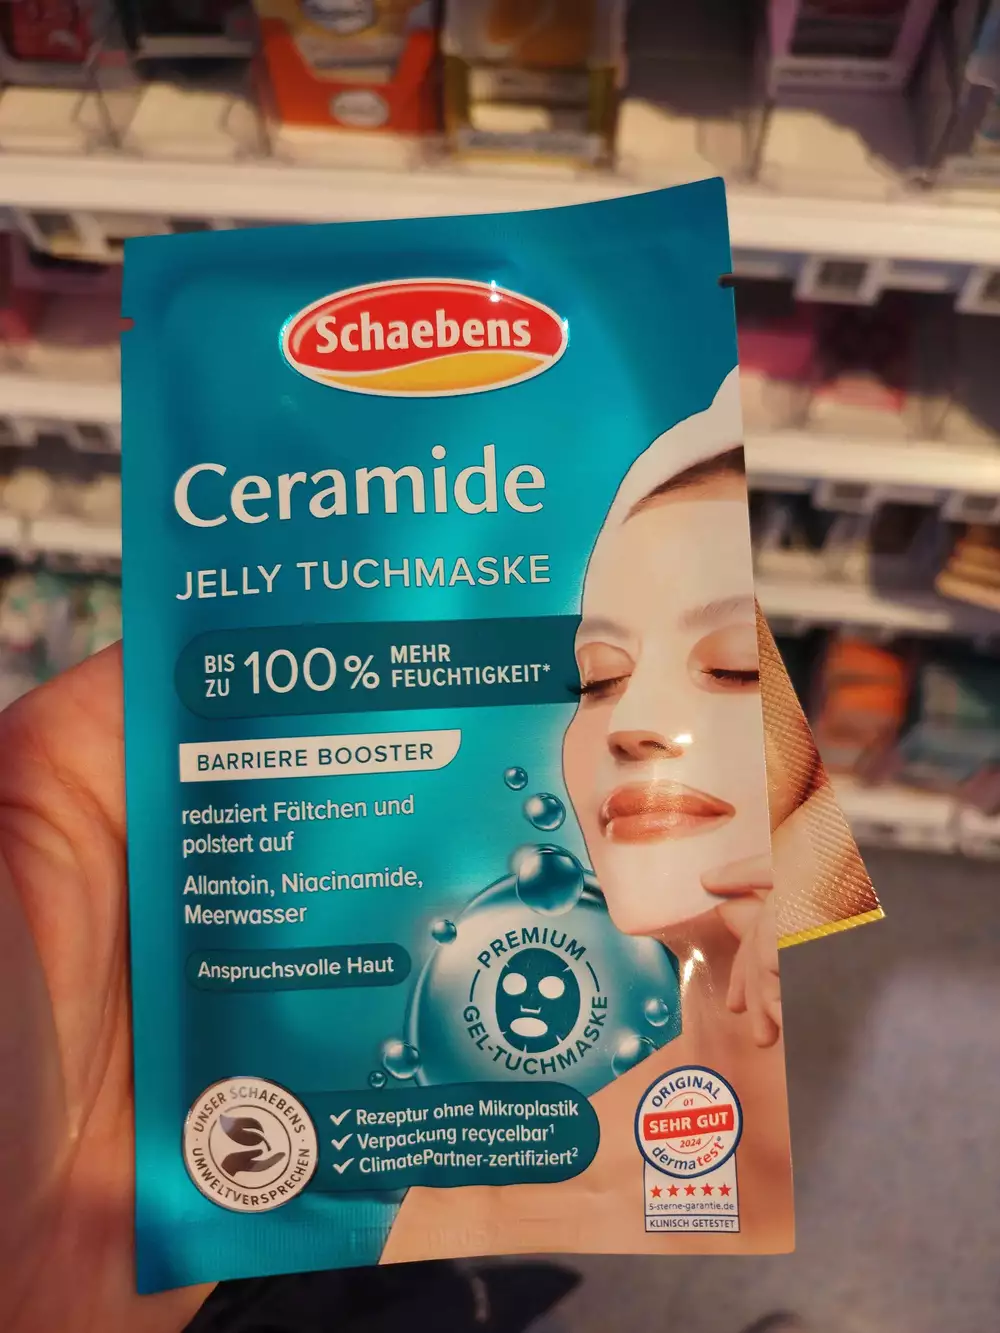 Schaebens
Ceramide
JELLY TUCHMASKE
BIS ZU 100% MEHR FEUCHTIGKEIT*
BARRIERE BOOSTER
reduziert Fältchen und
polstert auf
Allantoin, Niacinamide,
Meerwasser
Anspruchsvolle Haut
PREMIUM
GEL-TUCHMASKE
UNSER SCHAEBENS
UMWELTVERSPRECHEN
Rezeptur ohne Mikroplastik
Verpackung recycelbar¹
ClimatePartner-zertifiziert²
ORIGINAL
01
SEHR GUT
2024
dermatest®
5-sterne-garantie.de
KLINISCH GETESTET